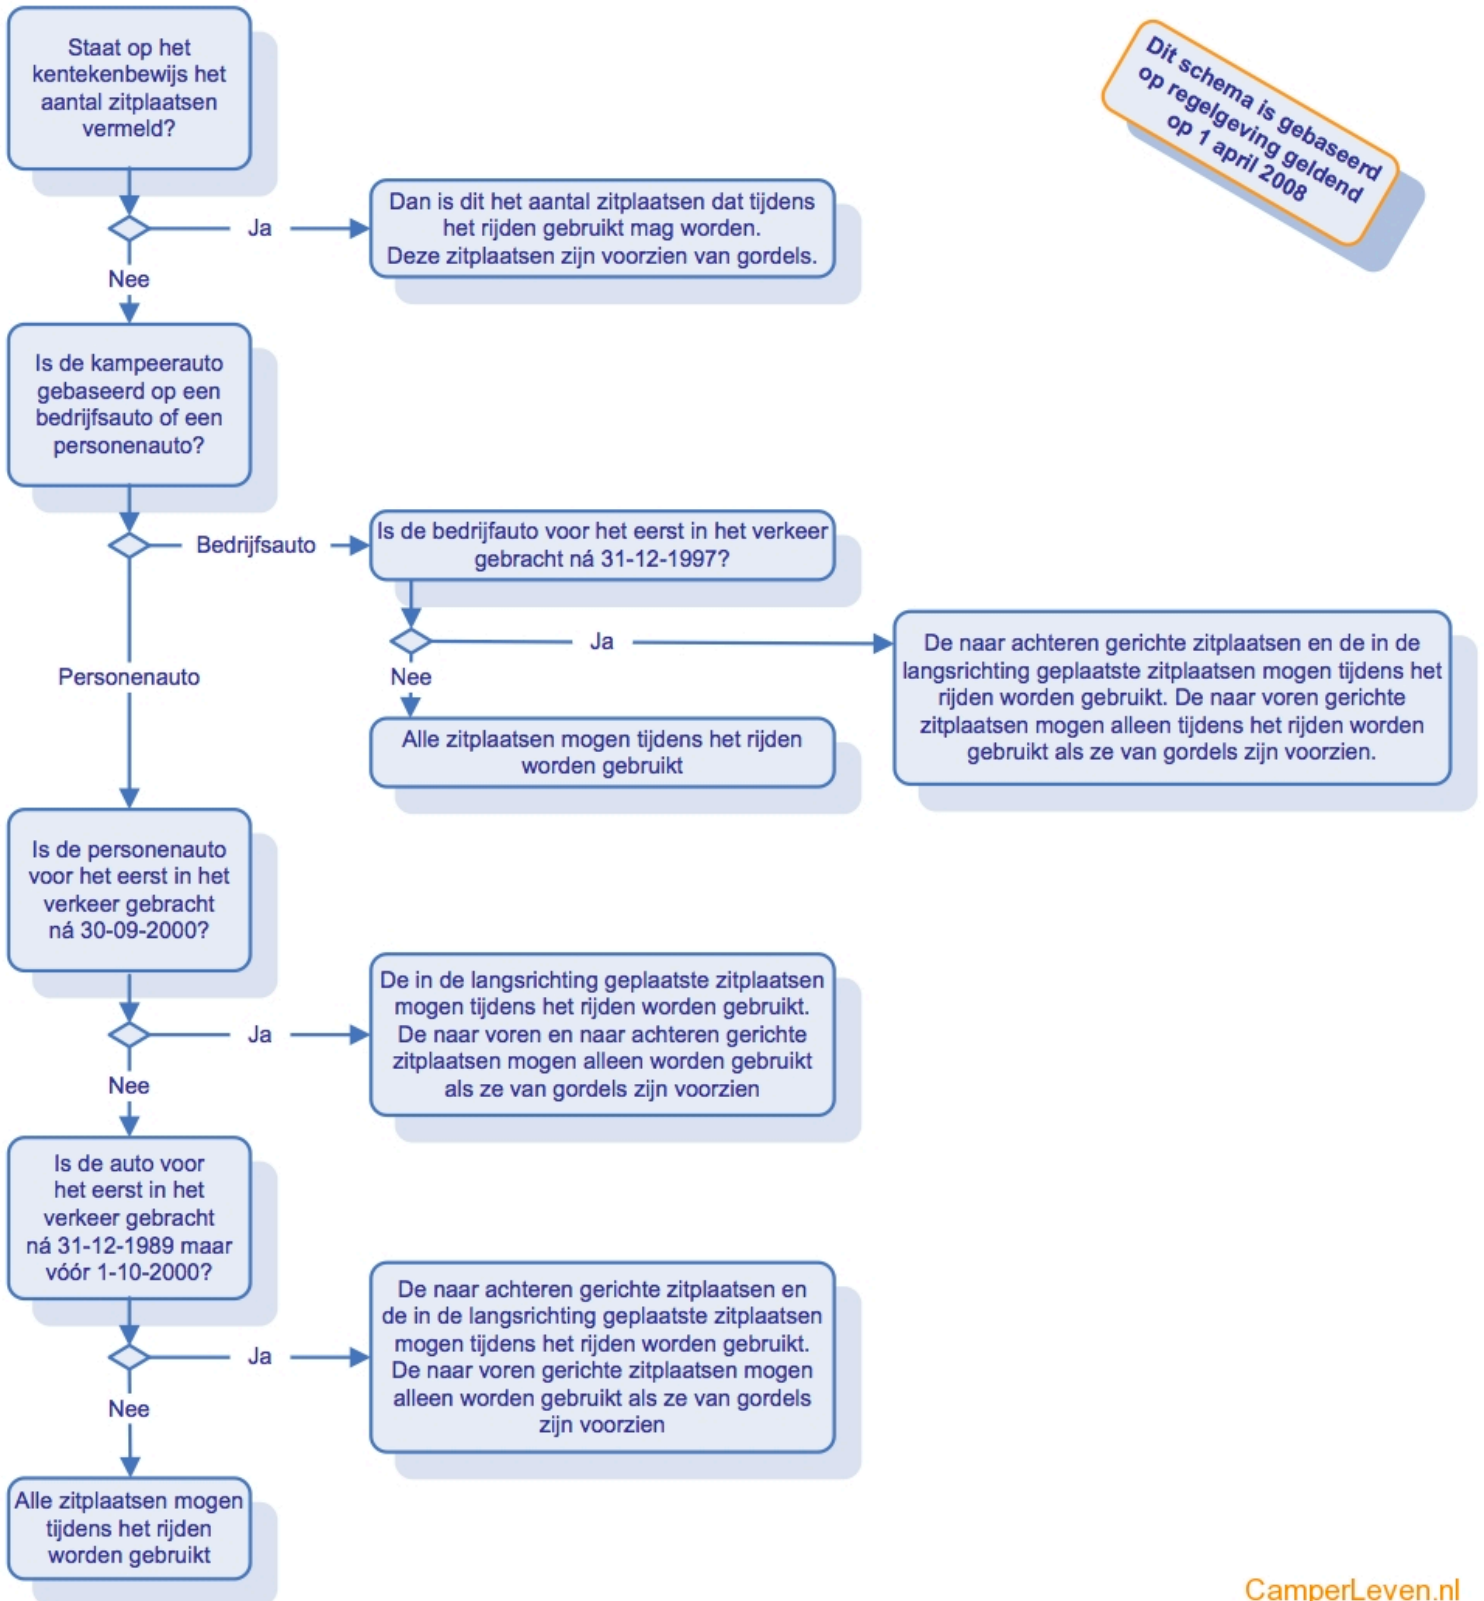 Staat op het
kentekenbewijs het
aantal zitplaatsen
vermeld?
Dit schema is gebaseerd
op regelgeving geldend
op 1 april 2008
Ja
Dan is dit het aantal zitplaatsen dat tijdens
het rijden gebruikt mag worden.
Deze zitplaatsen zijn voorzien van gordels.
Nee
Is de kampeerauto
gebaseerd op een
bedrijfsauto of een
personenauto?
Bedrijfsauto
Is de bedrijfauto voor het eerst in het verkeer
gebracht ná 31-12-1997?
Ja
De naar achteren gerichte zitplaatsen en de in de
langsrichting geplaatste zitplaatsen mogen tijdens het
rijden worden gebruikt. De naar voren gerichte
zitplaatsen mogen alleen tijdens het rijden worden
gebruikt als ze van gordels zijn voorzien.
Nee
Alle zitplaatsen mogen tijdens het rijden
worden gebruikt
Personenauto
Is de personenauto
voor het eerst in het
verkeer gebracht
ná 30-09-2000?
Ja
De in de langsrichting geplaatste zitplaatsen
mogen tijdens het rijden worden gebruikt.
De naar voren en naar achteren gerichte
zitplaatsen mogen alleen worden gebruikt
als ze van gordels zijn voorzien
Nee
Is de auto voor
het eerst in het
verkeer gebracht
ná 31-12-1989 maar
vóór 1-10-2000?
Ja
De naar achteren gerichte zitplaatsen en
de in de langsrichting geplaatste zitplaatsen
mogen tijdens het rijden worden gebruikt.
De naar voren gerichte zitplaatsen mogen
alleen worden gebruikt als ze van gordels
zijn voorzien
Nee
Alle zitplaatsen mogen
tijdens het rijden
worden gebruikt
CamperLeven.nl